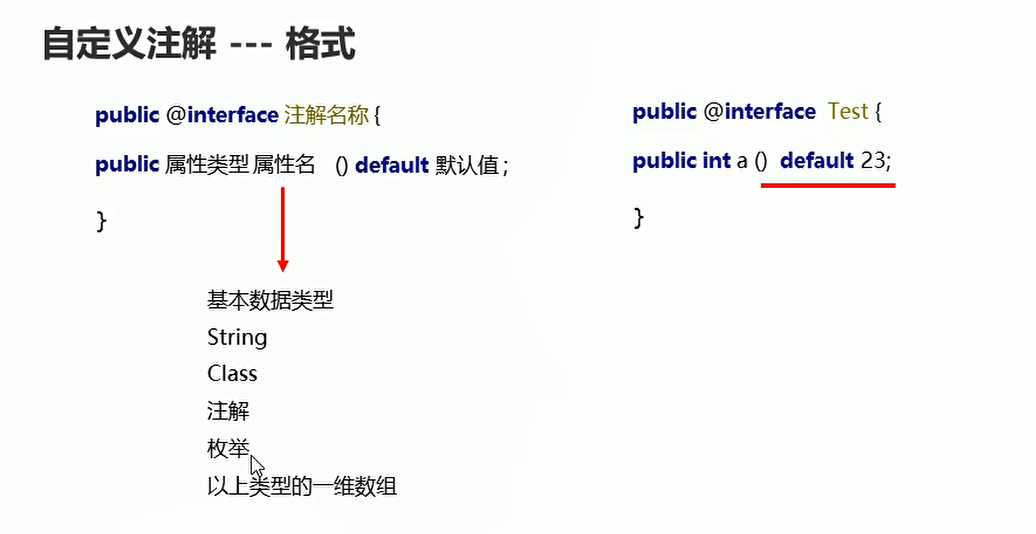 自定义注解 --- 格式
public @interface 注解名称 {
public 属性类型 属性名 () default 默认值 ;
}
基本数据类型
String
Class
注解
枚举
以上类型的一维数组
public @interface Test {
public int a () default 23;
}